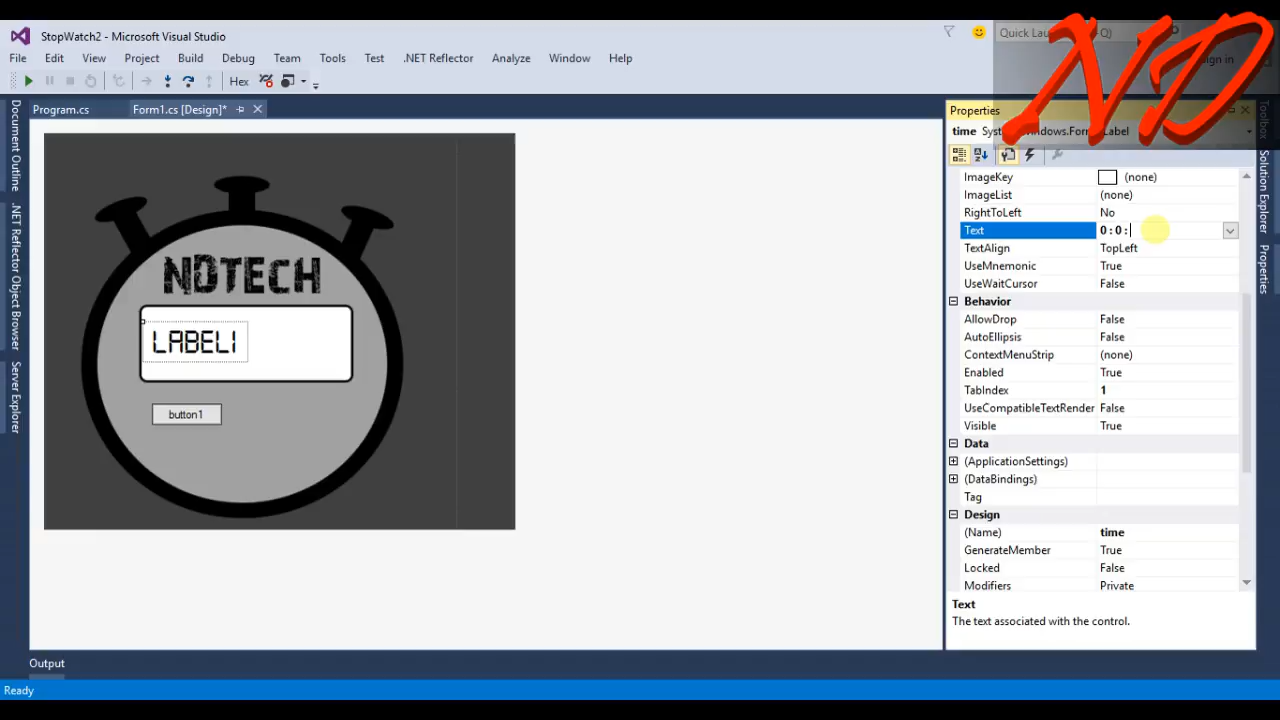 StopWatch2 - Microsoft Visual Studio
ND
File Edit View Project Build Debug Team Tools Test .NET Reflector Analyze Window Help
Hex
Program.cs Form1.cs [Design]*
Document Outline
.NET Reflector Object Browser
Server Explorer
NDTECH
LABEL1
button1
Properties
time
ImageKey (none)
ImageList (none)
RightToLeft No
Text 0 : 0 :
TextAlign TopLeft
UseMnemonic True
UseWaitCursor False
Behavior
AllowDrop False
AutoEllipsis False
ContextMenuStrip (none)
Enabled True
TabIndex 1
UseCompatibleTextRender False
Visible True
Data
(ApplicationSettings)
(DataBindings)
Tag
Design
(Name) time
GenerateMember True
Locked False
Modifiers Private
Text
The text associated with the control.
Toolbox
Solution Explorer
Properties
Output
Ready